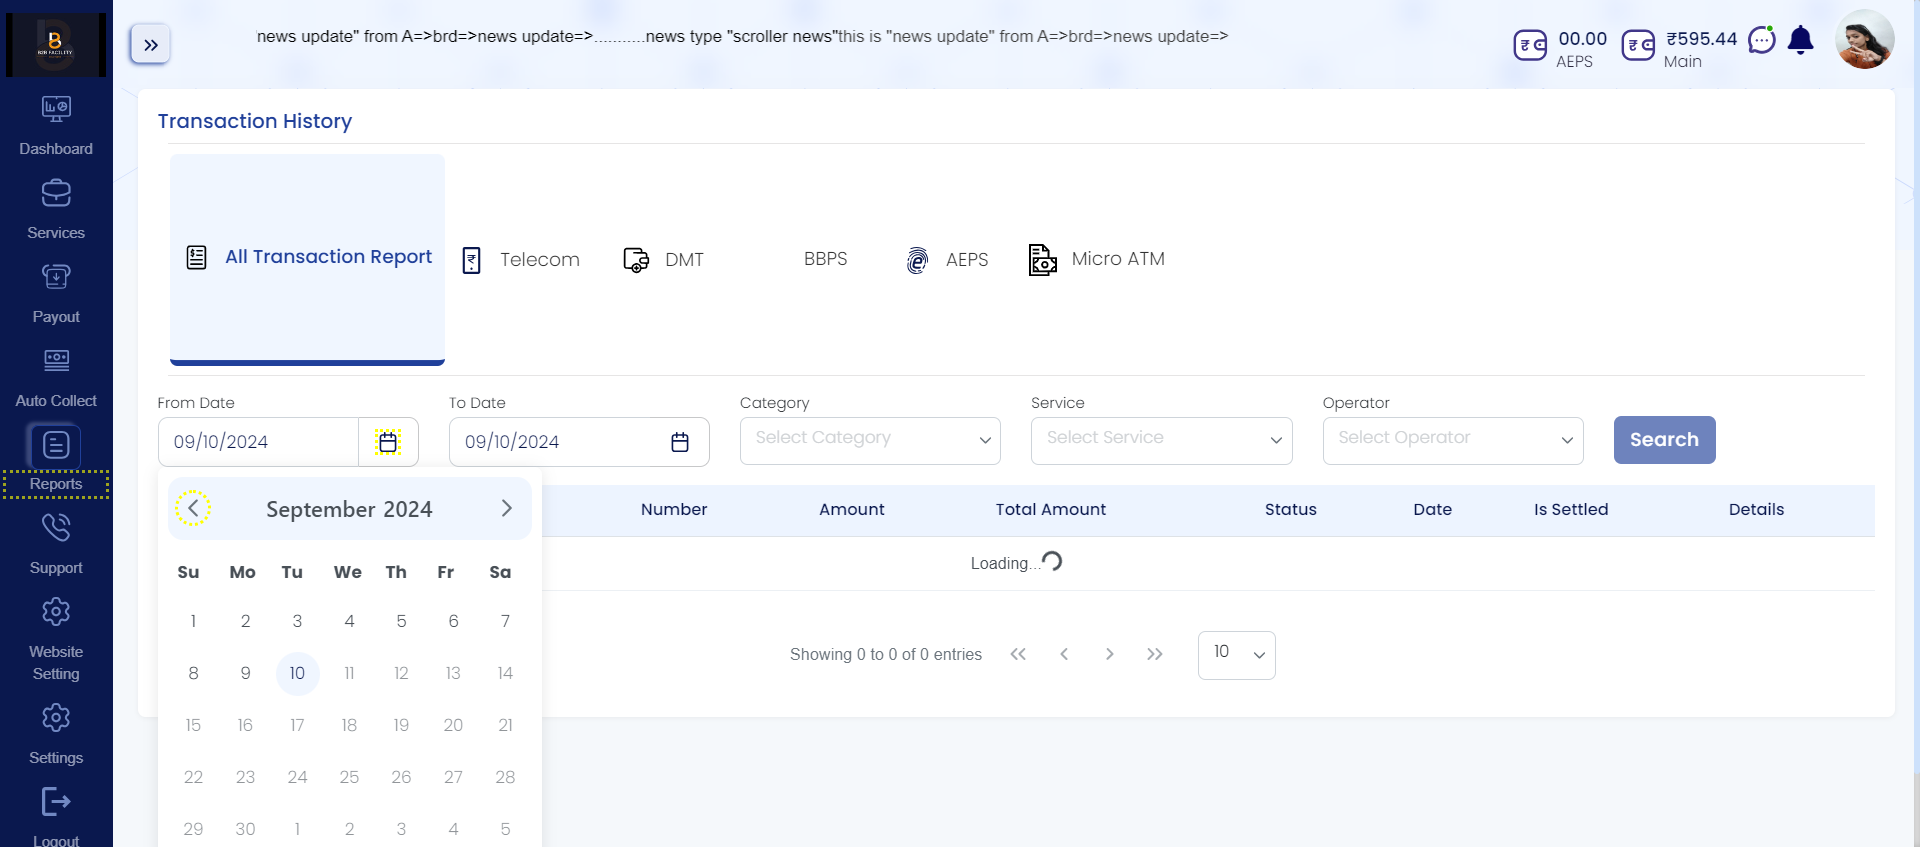 B2B FACILITY
news update" from A=>brd=>news update=>...........news type "scroller news"this is "news update" from A=>brd=>news update=>
00.00
AEPS
₹595.44
Main
Dashboard
Services
Payout
Auto Collect
Reports
Support
Website
Setting
Settings
Logout
Transaction History
All Transaction Report
Telecom
DMT
BBPS
AEPS
Micro ATM
From Date
To Date
Category
Service
Operator
09/10/2024
09/10/2024
Select Category
Select Service
Select Operator
Search
Number Amount Total Amount Status Date Is Settled Details
Loading...
Showing 0 to 0 of 0 entries
10
September 2024
Su Mo Tu We Th Fr Sa
1 2 3 4 5 6 7
8 9 10 11 12 13 14
15 16 17 18 19 20 21
22 23 24 25 26 27 28
29 30 1 2 3 4 5